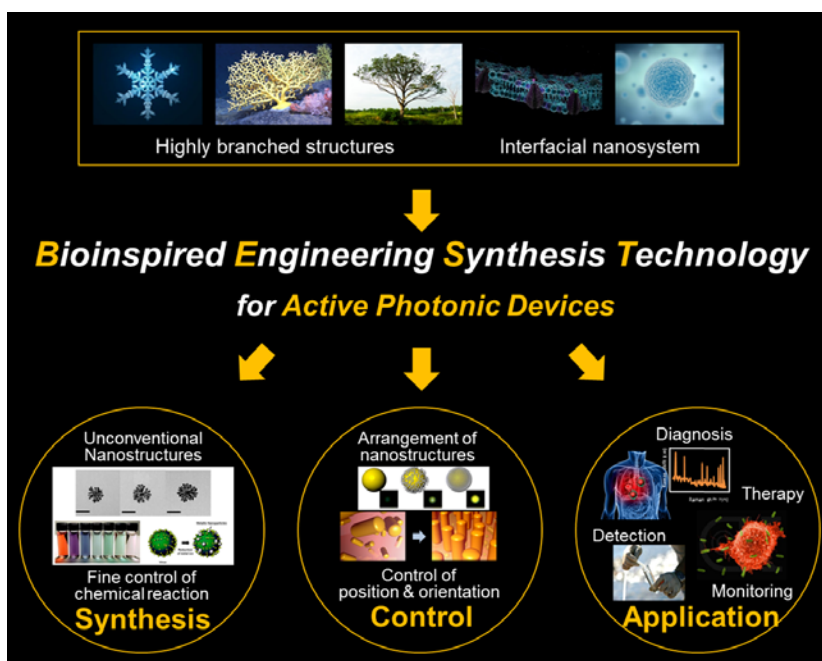 Highly branched structures
Interfacial nanosystem
Bioinspired Engineering Synthesis Technology
for Active Photonic Devices
Unconventional
Nanostructures
Fine control of
chemical reaction
Synthesis
Arrangement of
nanostructures
Control of
position & orientation
Control
Diagnosis
Therapy
Detection
Monitoring
Application